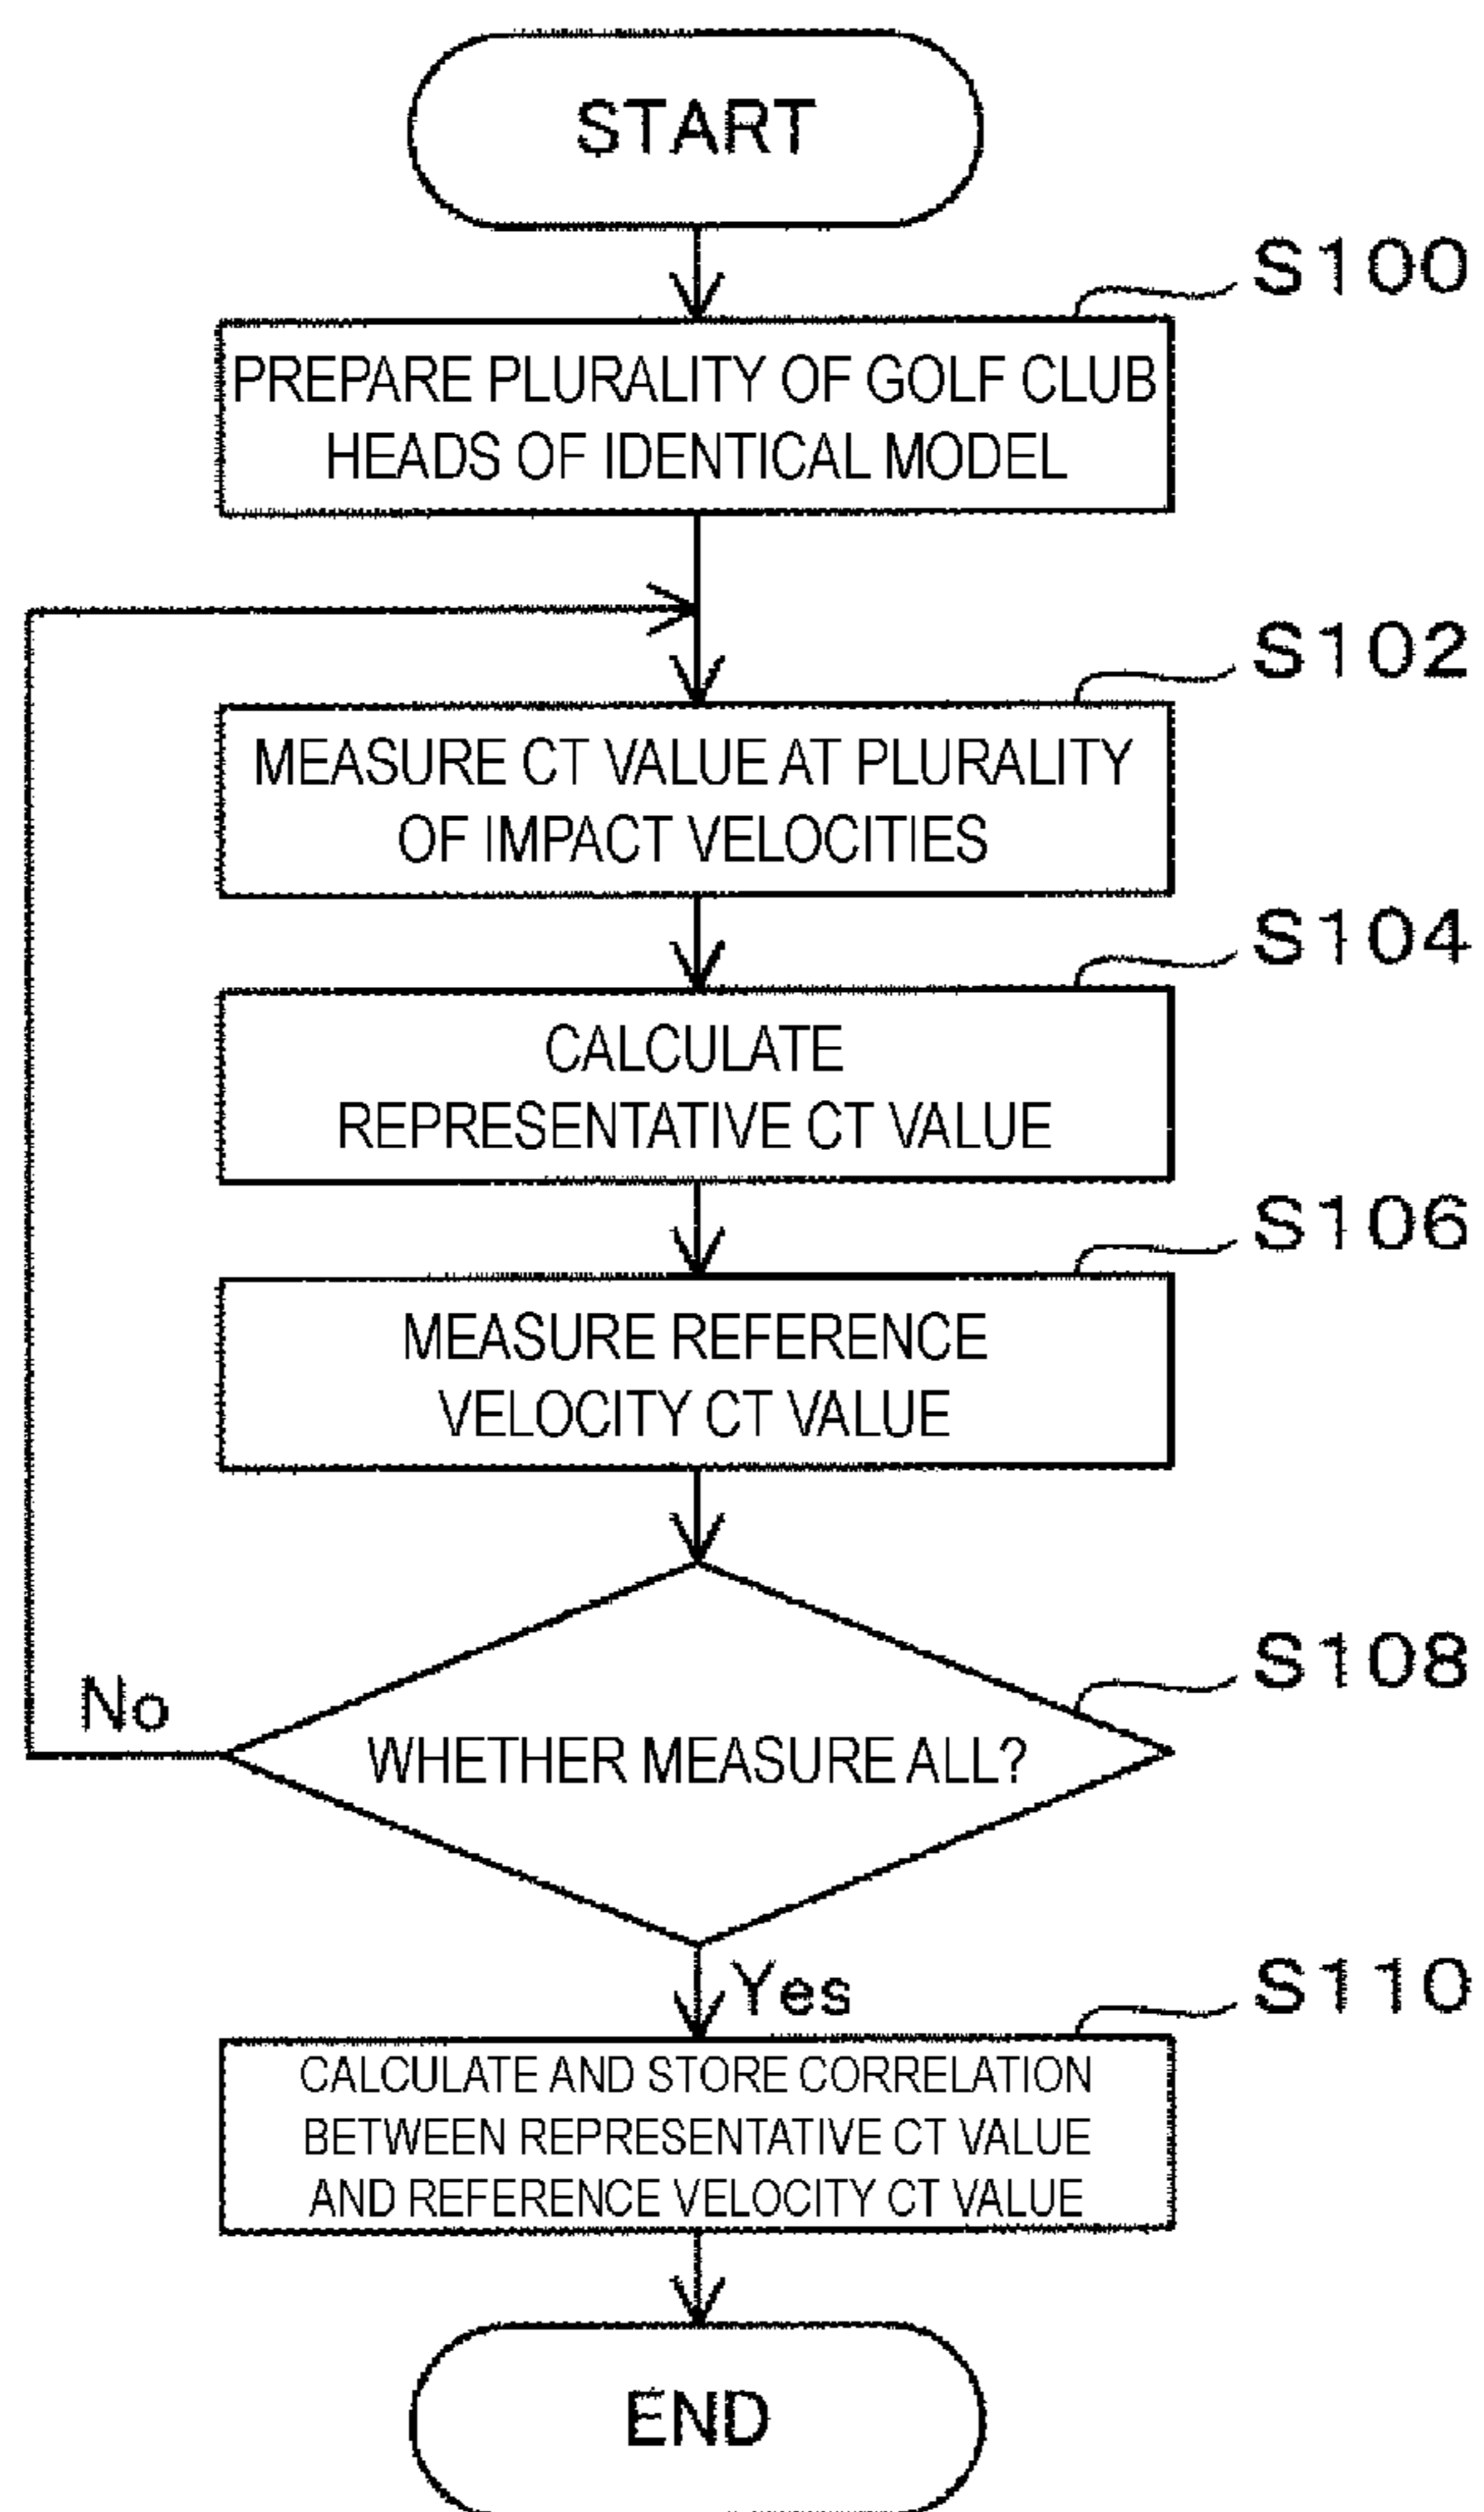 START
S100
PREPARE PLURALITY OF GOLF CLUB
HEADS OF IDENTICAL MODEL
S102
MEASURE CT VALUE AT PLURALITY
OF IMPACT VELOCITIES
S104
CALCULATE
REPRESENTATIVE CT VALUE
S106
MEASURE REFERENCE
VELOCITY CT VALUE
S108
No
WHETHER MEASURE ALL?
Yes
S110
CALCULATE AND STORE CORRELATION
BETWEEN REPRESENTATIVE CT VALUE
AND REFERENCE VELOCITY CT VALUE
END